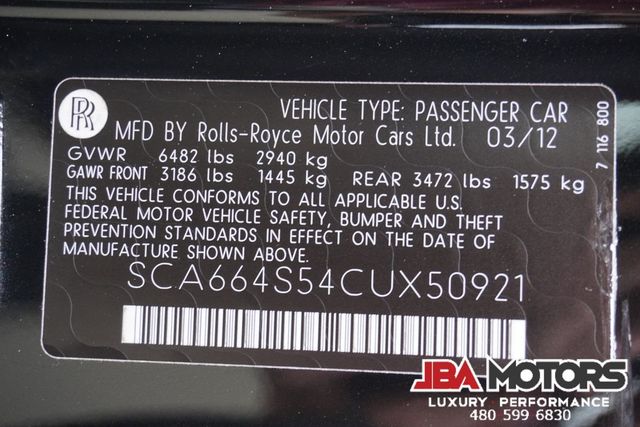 RR
VEHICLE TYPE: PASSENGER CAR
MFD BY Rolls-Royce Motor Cars Ltd. 03/12
GVWR 6482 lbs 2940 kg
GAWR FRONT 3186 lbs 1445 kg REAR 3472 lbs 1575 kg
THIS VEHICLE CONFORMS TO ALL APPLICABLE U.S.
FEDERAL MOTOR VEHICLE SAFETY, BUMPER AND THEFT
PREVENTION STANDARDS IN EFFECT ON THE DATE OF
MANUFACTURE SHOWN ABOVE.
SCA664S54CUX50921
7 116 800
JBA MOTORS
LUXURY PERFORMANCE
480 599 6830